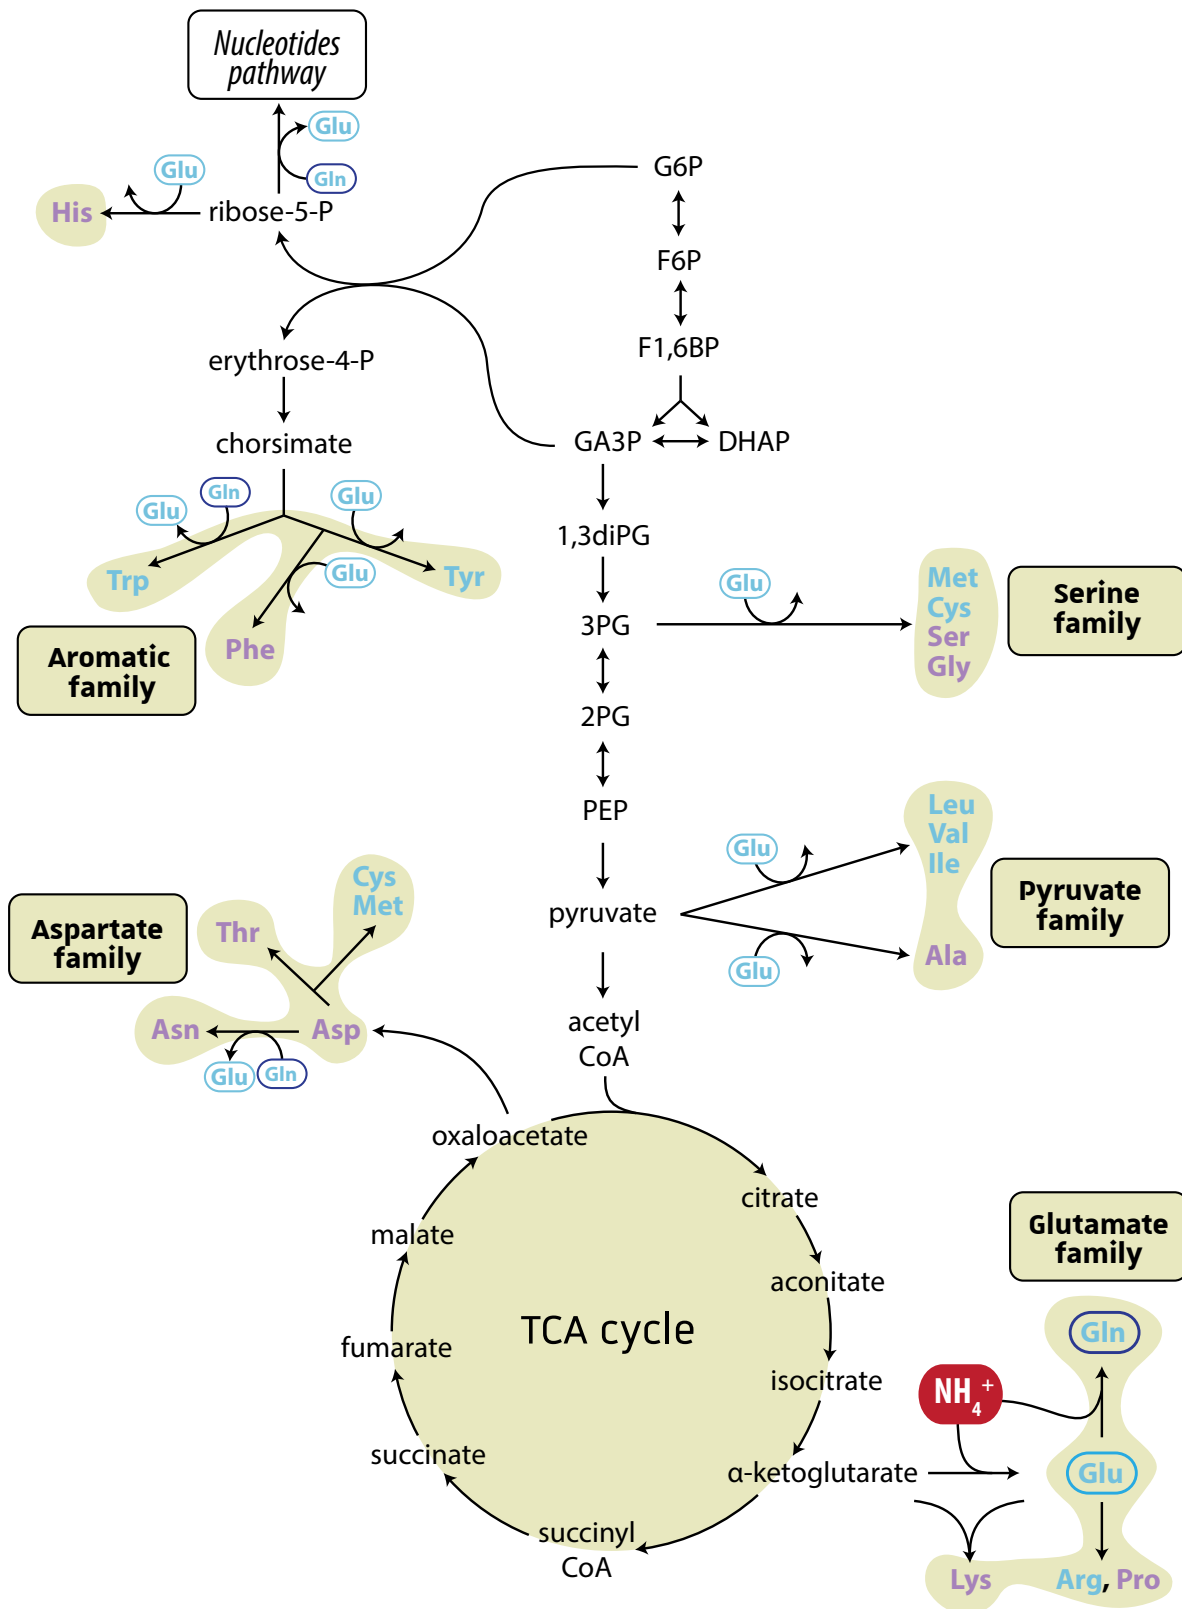 Nucleotides
pathway
Glu
Gln
Glu
His
ribose-5-P
G6P
F6P
F1,6BP
erythrose-4-P
GA3P
DHAP
chorsimate
Glu
Gln
Glu
Glu
Trp
Tyr
Phe
Aromatic
family
1,3diPG
3PG
Glu
Met
Cys
Ser
Gly
Serine
family
2PG
PEP
Leu
Val
Ile
Glu
pyruvate
Glu
Ala
Pyruvate
family
Aspartate
family
Cys
Met
Thr
Asn
Asp
Glu
Gln
acetyl
CoA
oxaloacetate
citrate
malate
aconitate
TCA cycle
fumarate
isocitrate
succinate
α-ketoglutarate
succinyl
CoA
Glutamate
family
Gln
NH4+
Glu
Lys
Arg, Pro